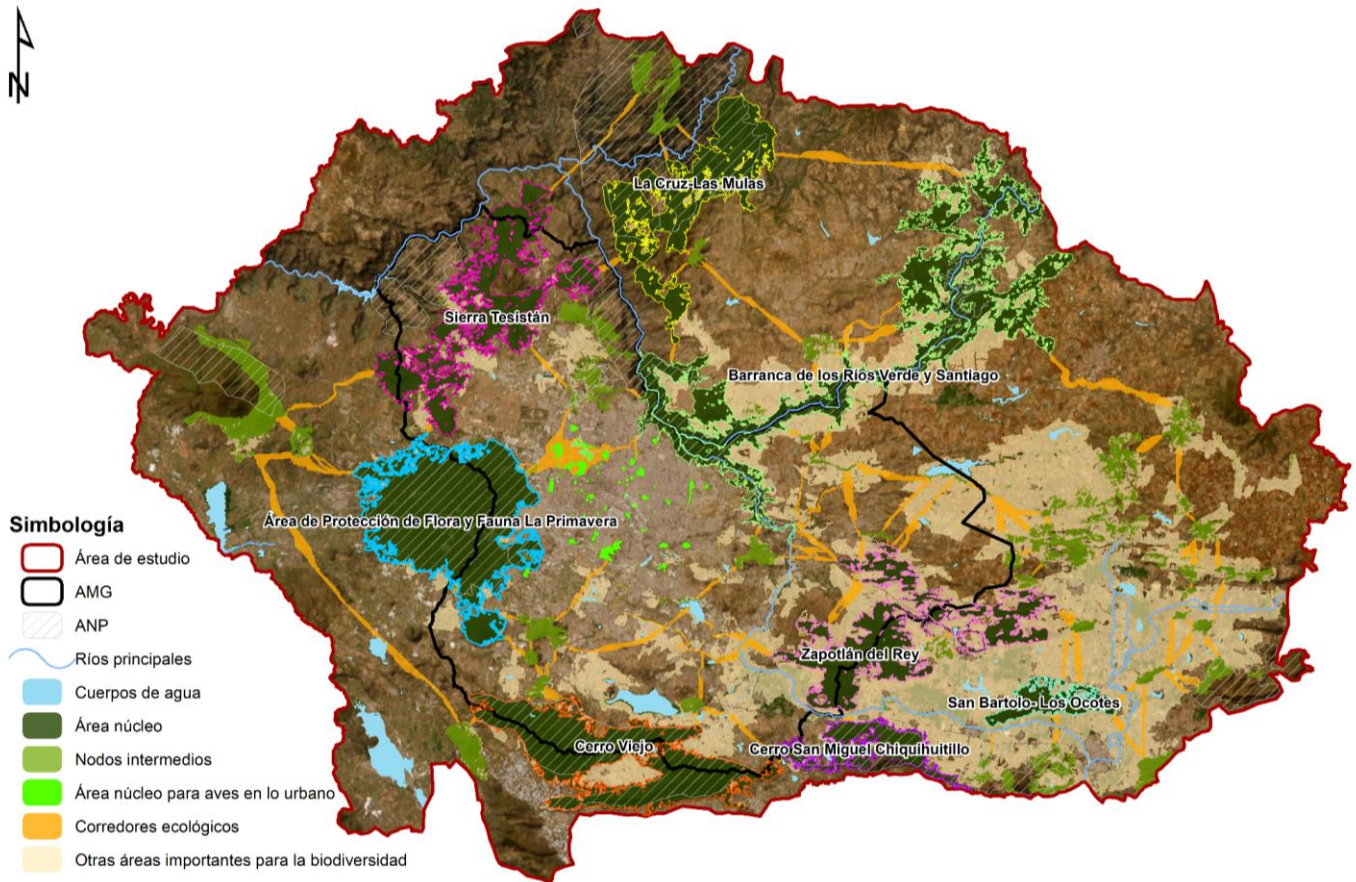 N
La Cruz-Las Mulas
Sierra Tesistán
Barranca de los Ríos Verde y Santiago
Área de Protección de Flora y Fauna La Primavera
Zapotlán del Rey
San Bartolo- Los Ocotes
Cerro Viejo
Cerro San Miguel Chiquihuitillo
Simbología
Área de estudio
AMG
ANP
Ríos principales
Cuerpos de agua
Área núcleo
Nodos intermedios
Área núcleo para aves en lo urbano
Corredores ecológicos
Otras áreas importantes para la biodiversidad